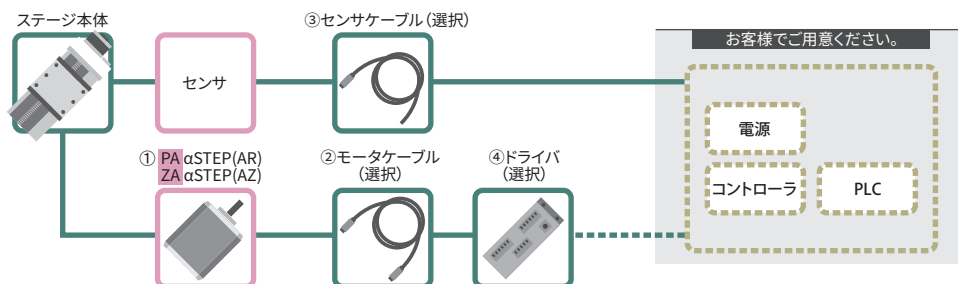 ステージ本体
センサ
③センサケーブル(選択)
お客様でご用意ください。
電源
コントローラ
PLC
① PA αSTEP(AR)
ZA αSTEP(AZ)
②モータケーブル
(選択)
④ドライバ
(選択)